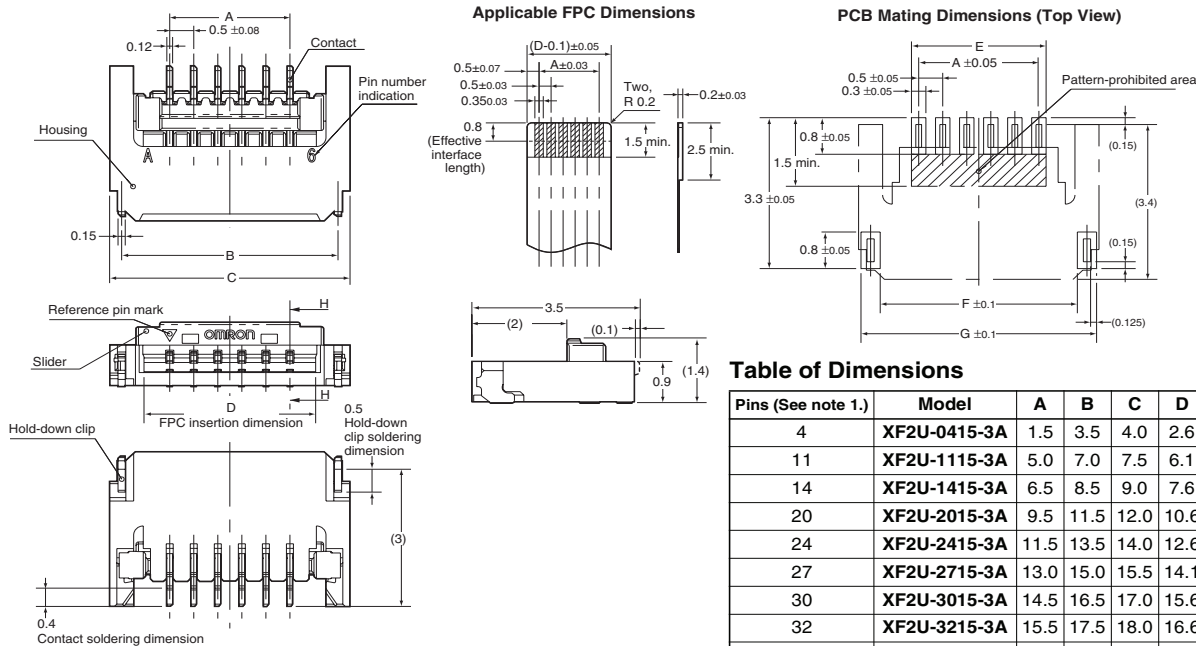 A
0.5 ±0.08
0.12
Contact
Pin number
indication
Housing
A
6
0.15
B
C
Applicable FPC Dimensions
(D-0.1)±0.05
0.5±0.07
A±0.03
0.5±0.03
0.35±0.03
Two,
R 0.2
0.2±0.03
0.8
(Effective
interface
length)
1.5 min.
2.5 min.
PCB Mating Dimensions (Top View)
E
A ±0.05
0.5 ±0.05
0.3 ±0.05
Pattern-prohibited area
0.8 ±0.05
(0.15)
1.5 min.
3.3 ±0.05
(3.4)
0.8 ±0.05
(0.15)
F ±0.1
(0.125)
G ±0.1
Reference pin mark
H
OMRON
Slider
H
D
FPC insertion dimension
3.5
(2)
(0.1)
0.9
(1.4)
Hold-down clip
0.5
Hold-down
clip soldering
dimension
(3)
0.4
Contact soldering dimension
Table of Dimensions
Pins (See note 1.) Model A B C D
4 XF2U-0415-3A 1.5 3.5 4.0 2.6
11 XF2U-1115-3A 5.0 7.0 7.5 6.1
14 XF2U-1415-3A 6.5 8.5 9.0 7.6
20 XF2U-2015-3A 9.5 11.5 12.0 10.6
24 XF2U-2415-3A 11.5 13.5 14.0 12.6
27 XF2U-2715-3A 13.0 15.0 15.5 14.1
30 XF2U-3015-3A 14.5 16.5 17.0 15.6
32 XF2U-3215-3A 15.5 17.5 18.0 16.6